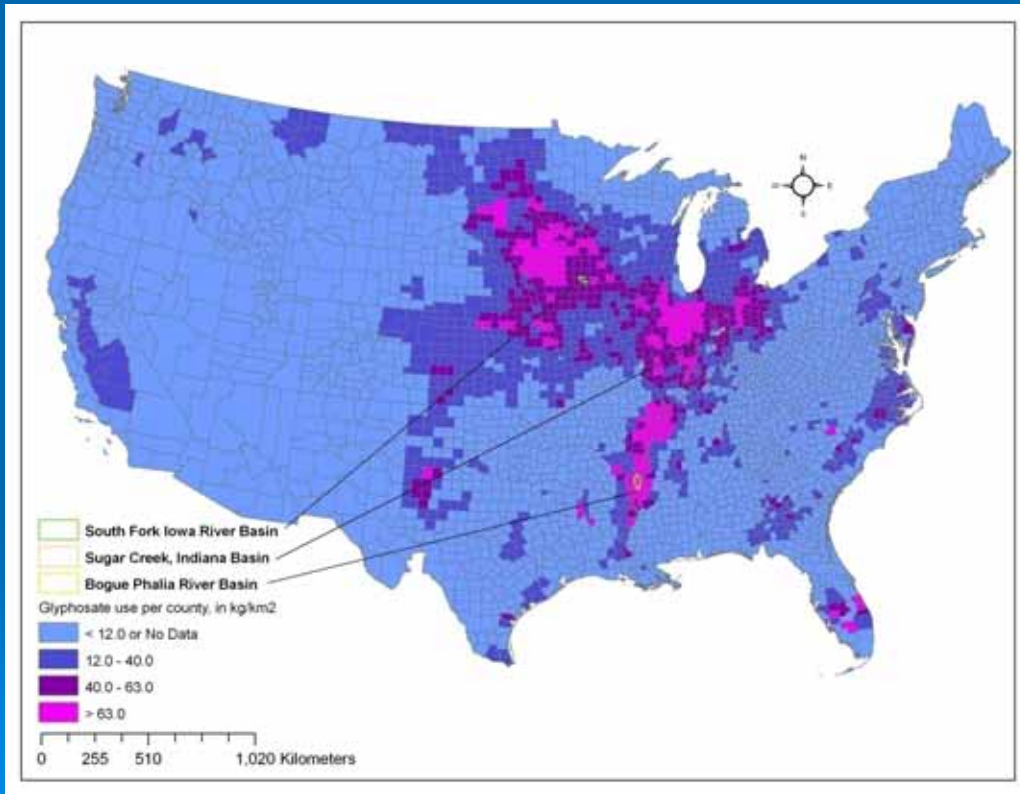 N
E
S
South Fork Iowa River Basin
Sugar Creek, Indiana Basin
Bogue Phalia River Basin
Glyphosate use per county, in kg/km2
< 12.0 or No Data
12.0 - 40.0
40.0 - 63.0
> 63.0
0 255 510 1,020 Kilometers